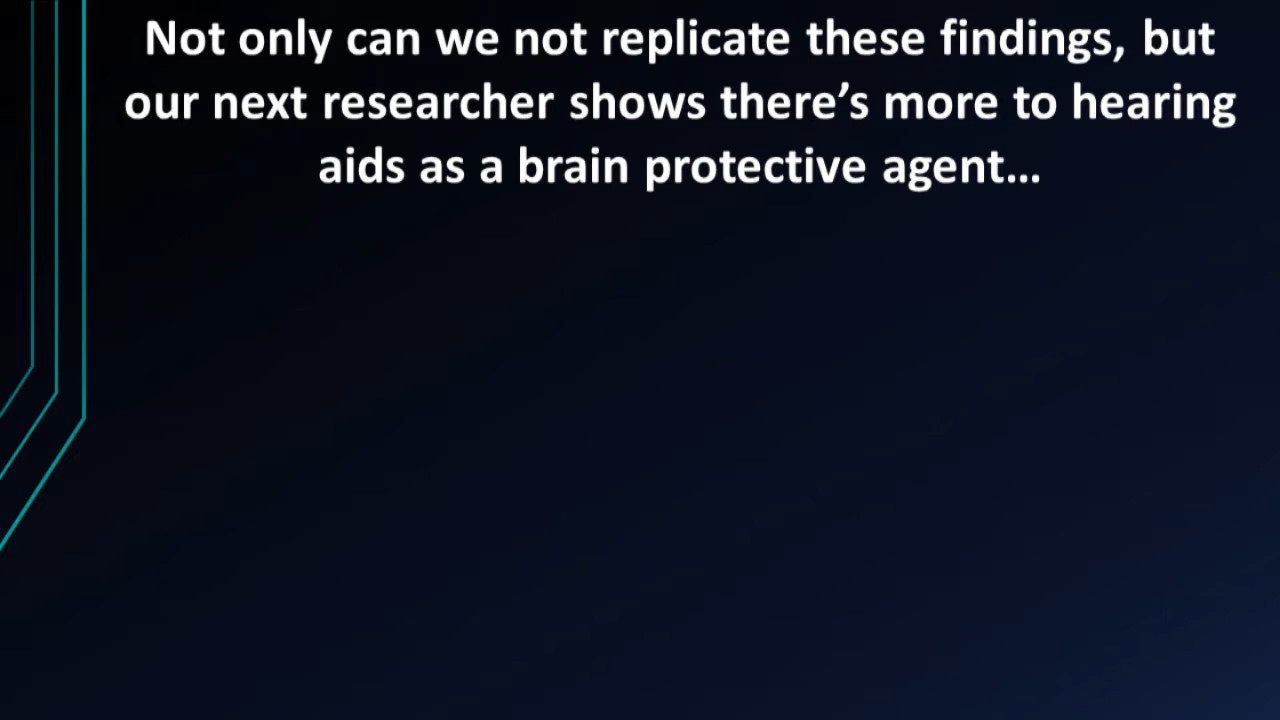 Not only can we not replicate these findings, but
our next researcher shows there’s more to hearing
aids as a brain protective agent…